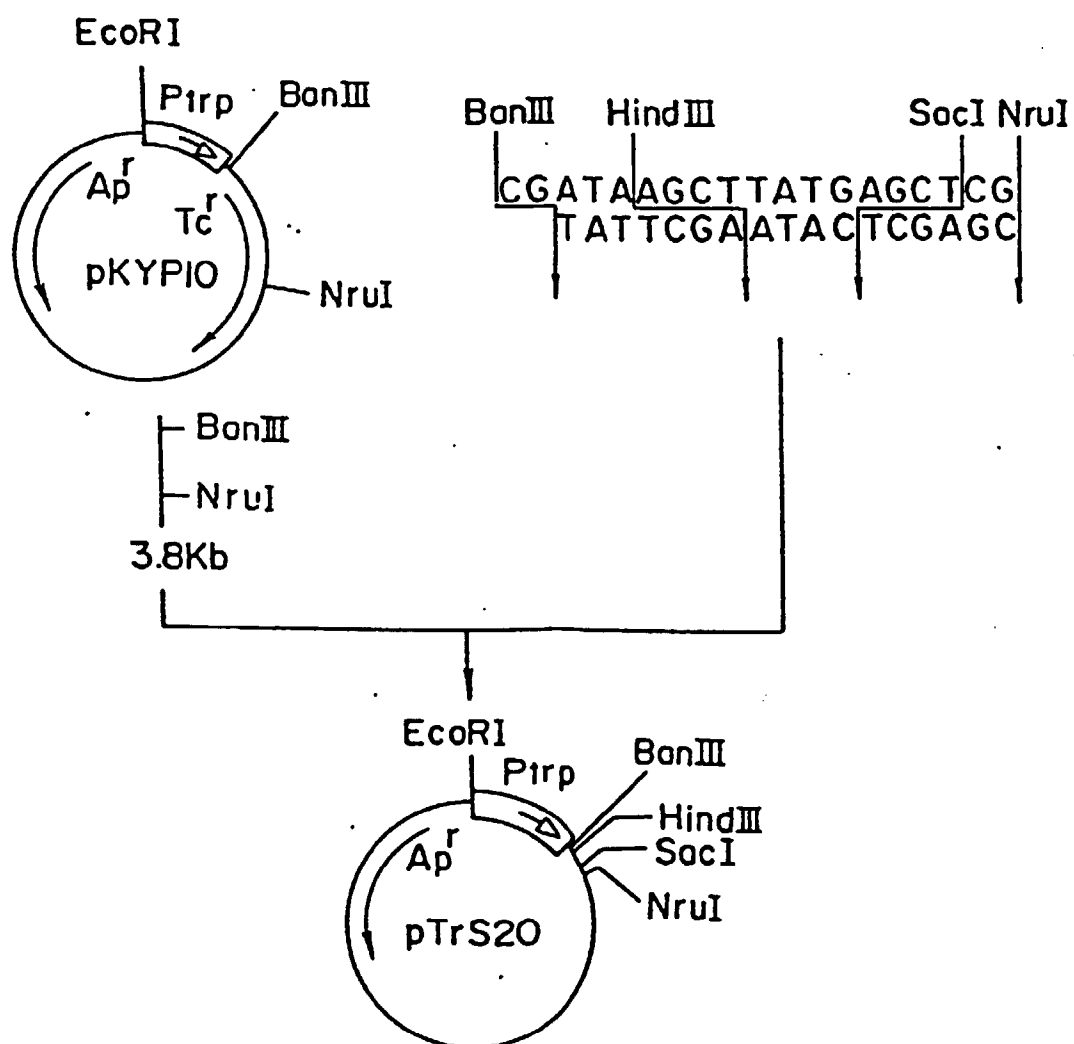 EcoRI
Ptrp
BanIII
Apr
Tcr
pKYP10
NruI
BanIII
HindIII
SacI NruI
CGATAAGCTTATGAGCTCG
TATTCGAATACTCGAGC
BanIII
NruI
3.8Kb
EcoRI
Ptrp
BanIII
HindIII
SacI
NruI
Apr
pTrS20